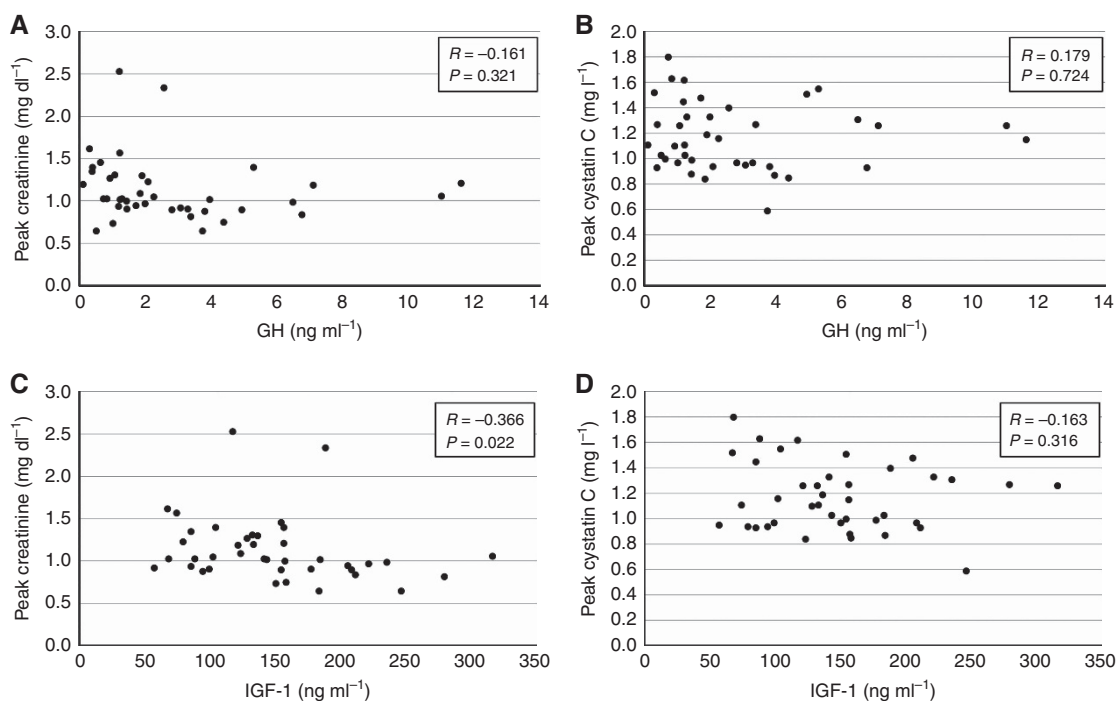 A
Peak creatinine (mg dl⁻¹)
3.0
2.5
2.0
1.5
1.0
0.5
0.0
R = –0.161
P = 0.321
0 2 4 6 8 10 12 14
GH (ng ml⁻¹)
B
Peak cystatin C (mg l⁻¹)
2.0
1.8
1.6
1.4
1.2
1.0
0.8
0.6
0.4
0.2
0.0
R = 0.179
P = 0.724
0 2 4 6 8 10 12 14
GH (ng ml⁻¹)
C
Peak creatinine (mg dl⁻¹)
3.0
2.5
2.0
1.5
1.0
0.5
0.0
R = –0.366
P = 0.022
0 50 100 150 200 250 300 350
IGF-1 (ng ml⁻¹)
D
Peak cystatin C (mg l⁻¹)
2.0
1.8
1.6
1.4
1.2
1.0
0.8
0.6
0.4
0.2
0.0
R = –0.163
P = 0.316
0 50 100 150 200 250 300 350
IGF-1 (ng ml⁻¹)